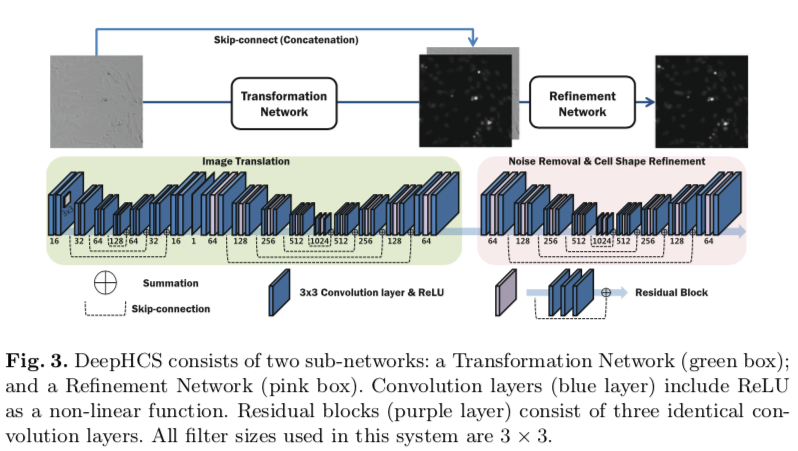 Skip-connect (Concatenation)
Transformation
Network
Refinement
Network
Image Translation
Noise Removal & Cell Shape Refinement
3x3
16 32 64 128 64 32 16 1 64 128 256 512 1024 512 256 128 64
64 128 256 512 1024 512 256 128 64
Summation
Skip-connection
3x3 Convolution layer & ReLU
Residual Block
Fig. 3. DeepHCS consists of two sub-networks: a Transformation Network (green box);
and a Refinement Network (pink box). Convolution layers (blue layer) include ReLU
as a non-linear function. Residual blocks (purple layer) consist of three identical con-
volution layers. All filter sizes used in this system are 3 × 3.